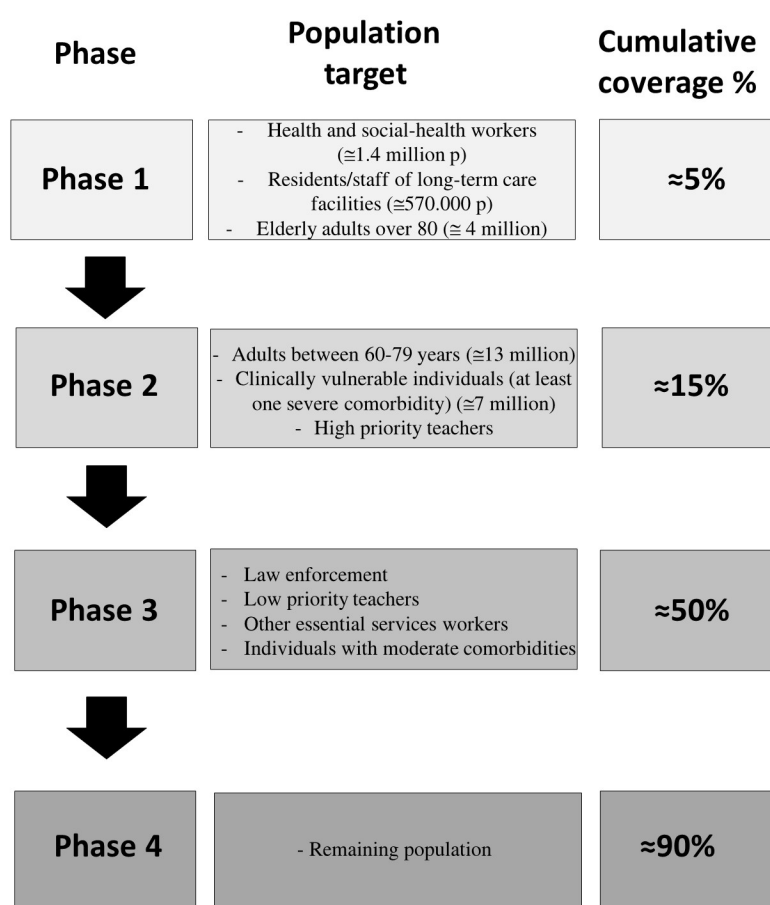 Phase
Population
target
Cumulative
coverage %
Phase 1
- Health and social-health workers
(≅1.4 million p)
- Residents/staff of long-term care
facilities (≅570.000 p)
- Elderly adults over 80 (≅ 4 million)
≈5%
Phase 2
- Adults between 60-79 years (≅13 million)
- Clinically vulnerable individuals (at least
one severe comorbidity) (≅7 million)
- High priority teachers
≈15%
Phase 3
- Law enforcement
- Low priority teachers
- Other essential services workers
- Individuals with moderate comorbidities
≈50%
Phase 4
- Remaining population
≈90%